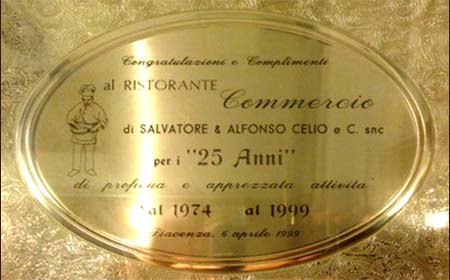 Congratulazioni e Complimenti
al RISTORANTE
Commercio
di SALVATORE & ALFONSO CELIO e C. snc
per i "25 Anni"
di proficua e apprezzata attività
dal 1974 al 1999
Piacenza, 6 aprile 1999